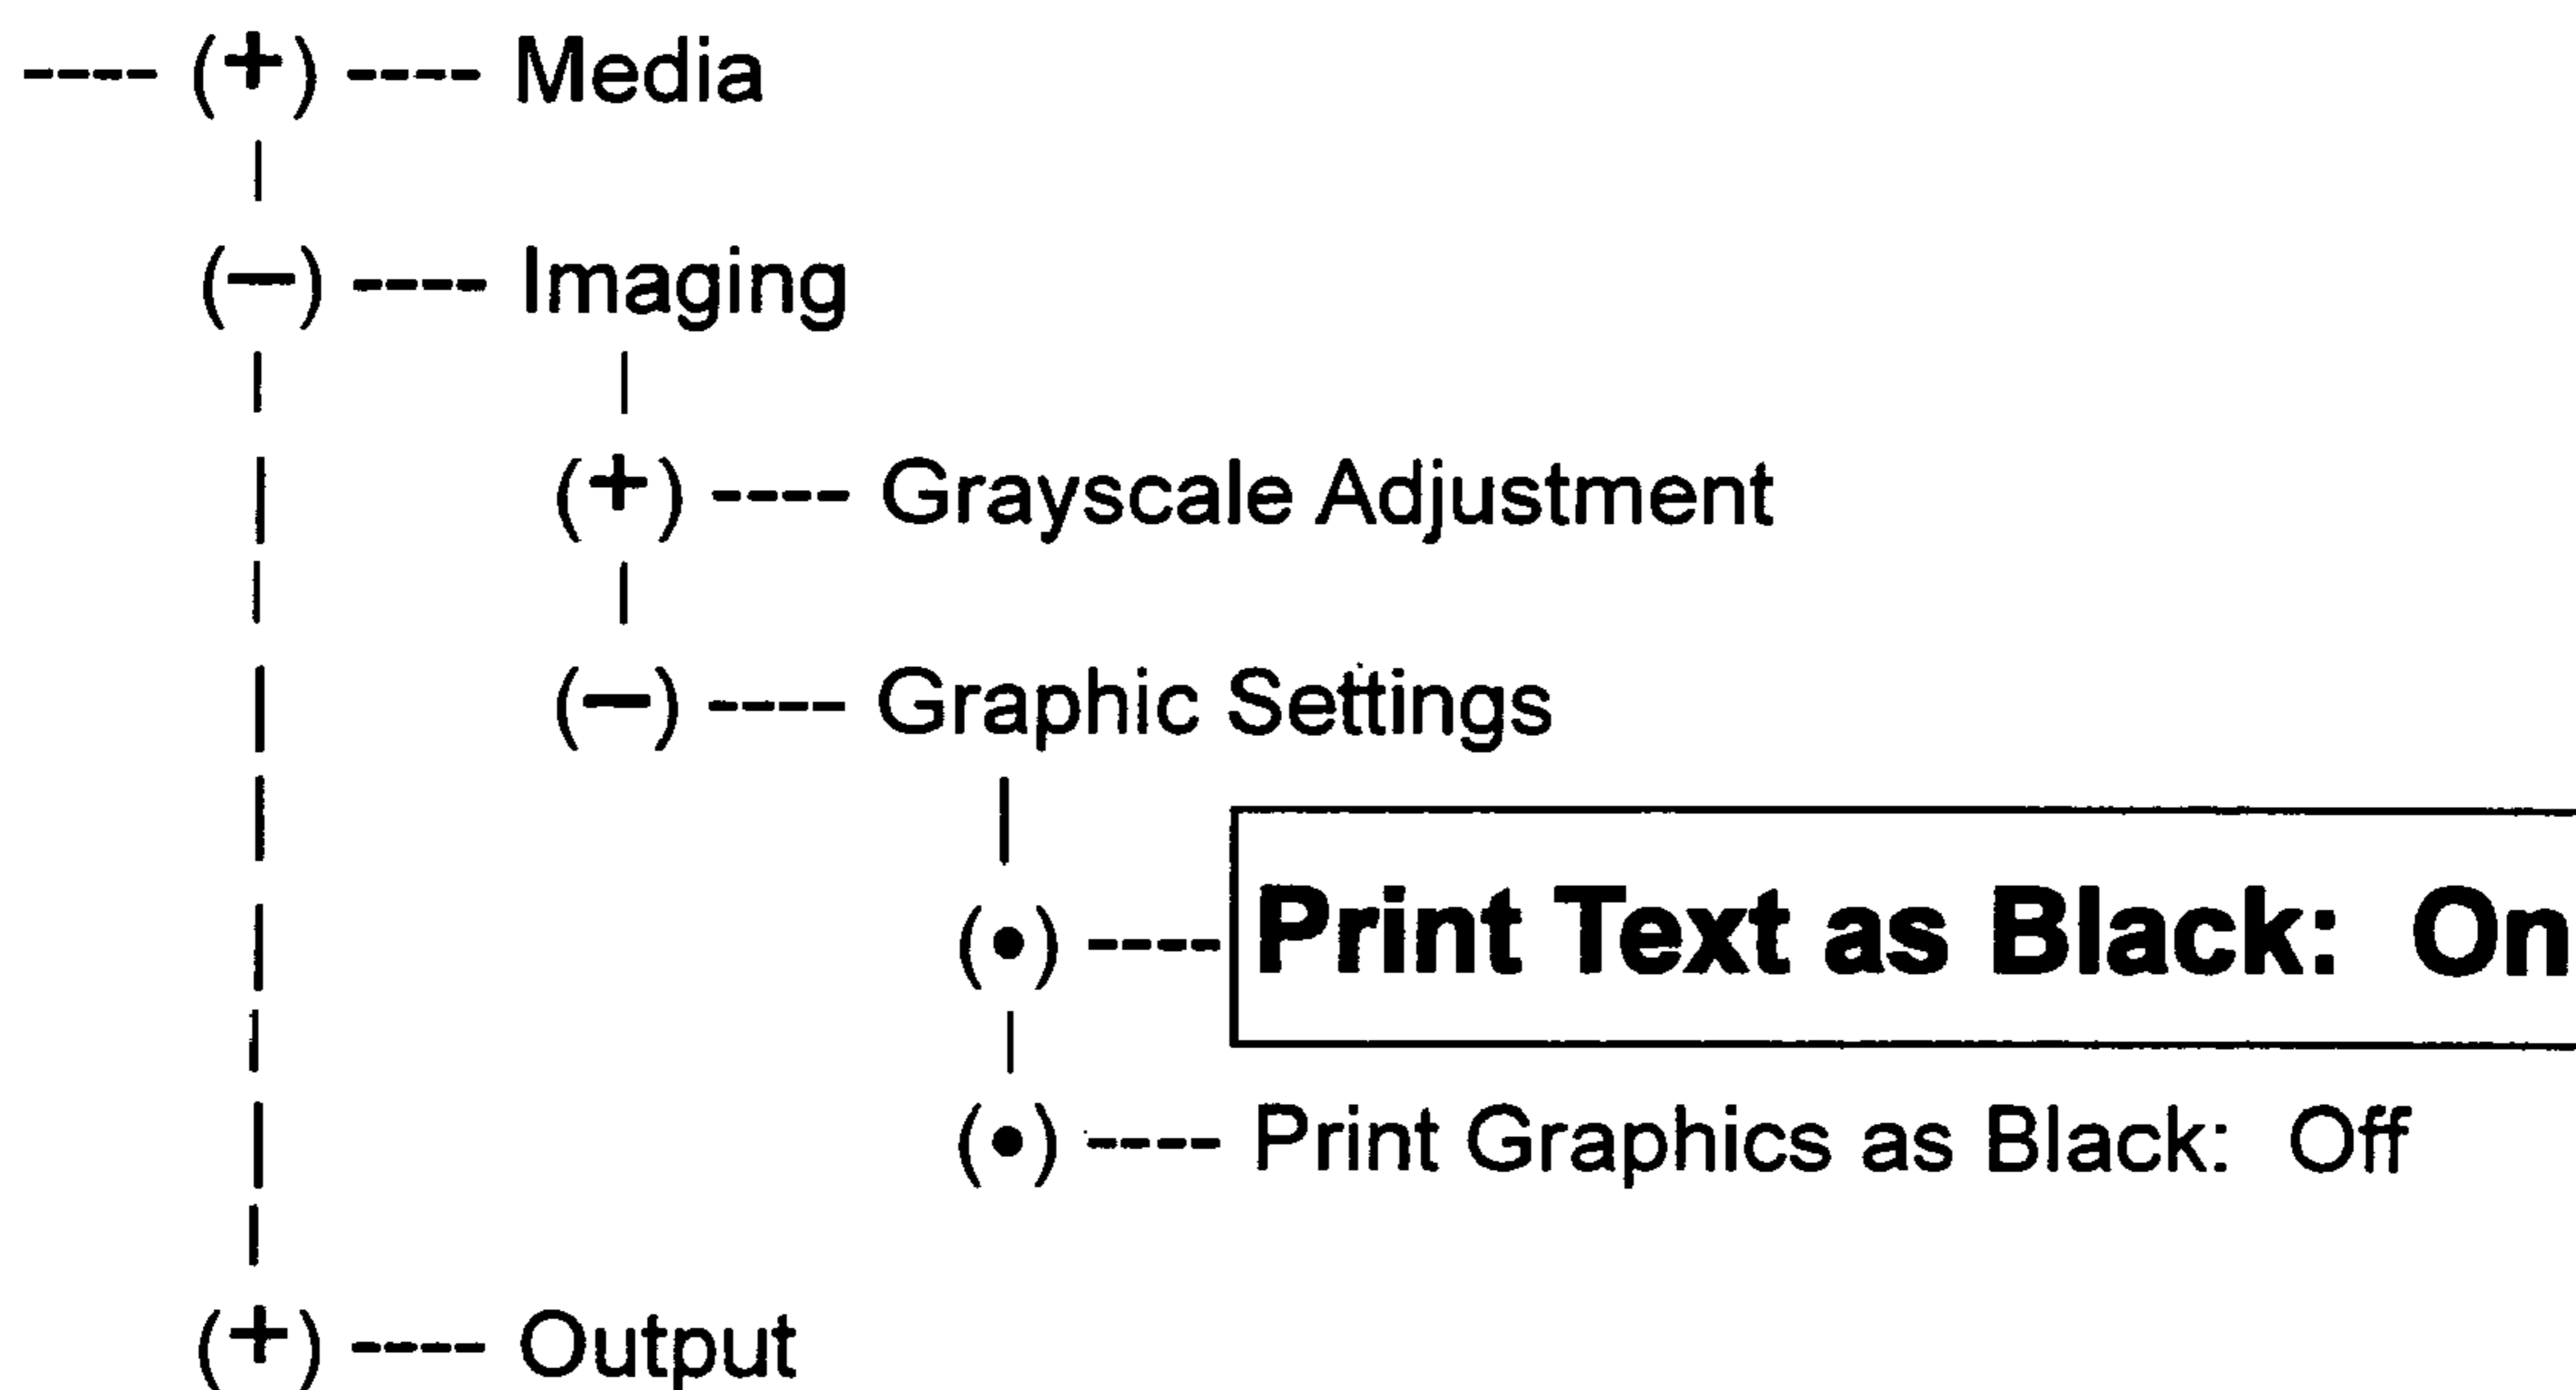 ---- (+) ---- Media
|
(−) ---- Imaging
| |
| (+) ---- Grayscale Adjustment
| |
| (−) ---- Graphic Settings
| |
| (•) ---- Print Text as Black: On
| |
| (•) ---- Print Graphics as Black: Off
|
(+) ---- Output